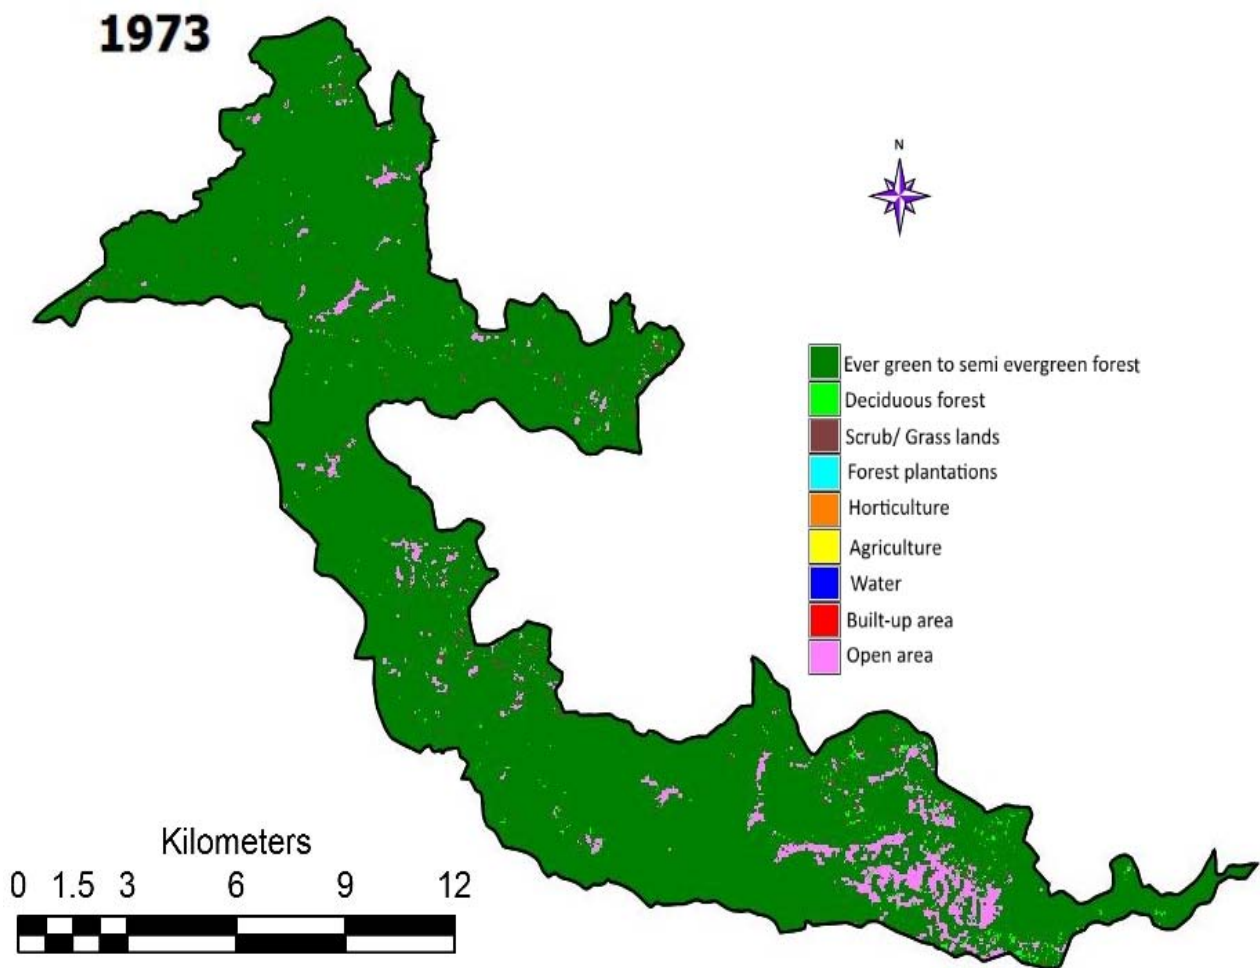 1973
N
Ever green to semi evergreen forest
Deciduous forest
Scrub/ Grass lands
Forest plantations
Horticulture
Agriculture
Water
Built-up area
Open area
Kilometers
0 1.5 3 6 9 12